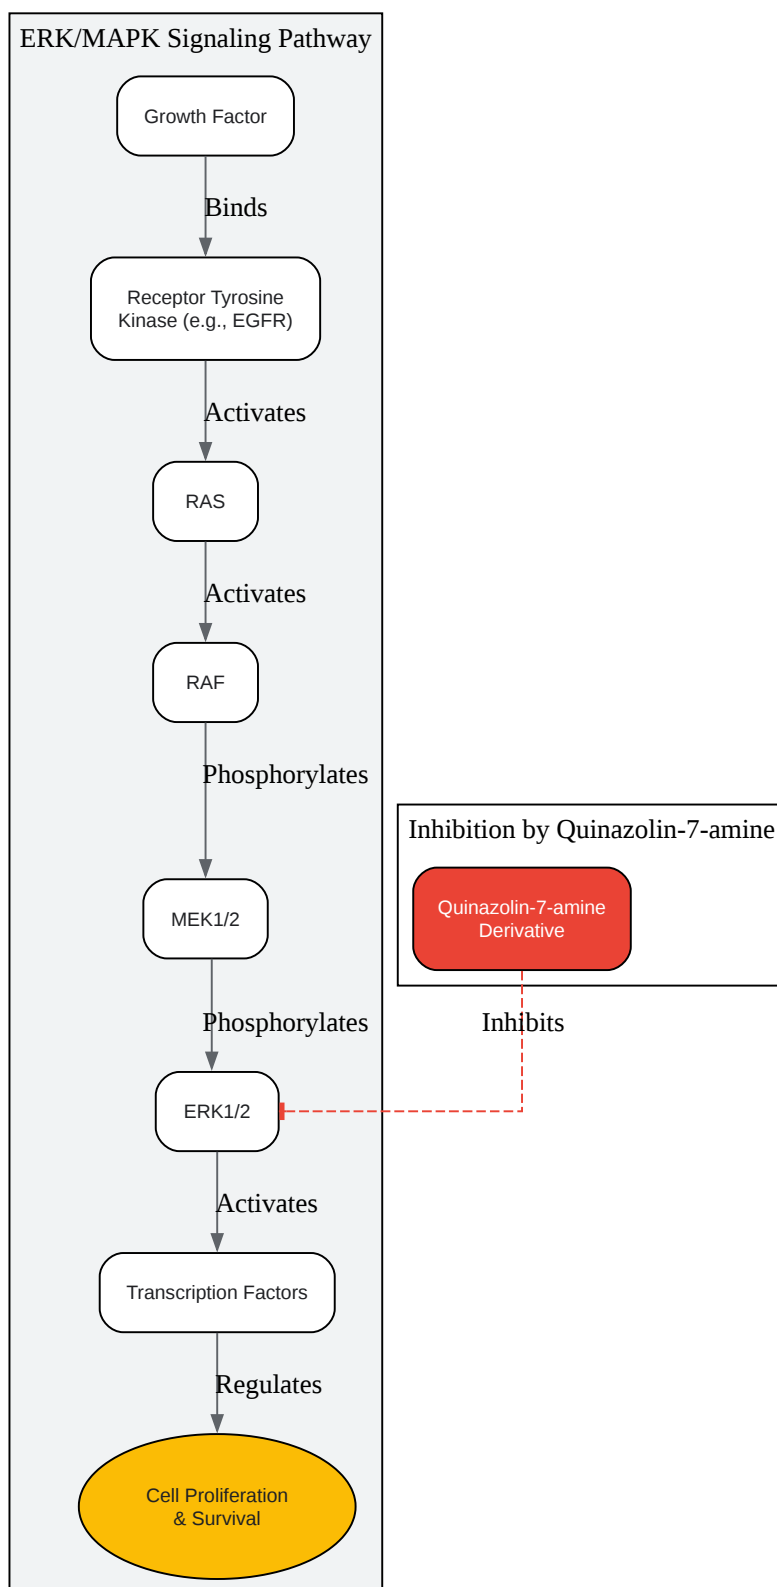 ERK/MAPK Signaling Pathway
Growth Factor
Binds
Receptor Tyrosine
Kinase (e.g., EGFR)
Activates
RAS
Activates
RAF
Phosphorylates
Inhibition by Quinazolin-7-amine
MEK1/2
Quinazolin-7-amine
Derivative
Phosphorylates
Inhibits
ERK1/2
Activates
Transcription Factors
Regulates
Cell Proliferation
& Survival